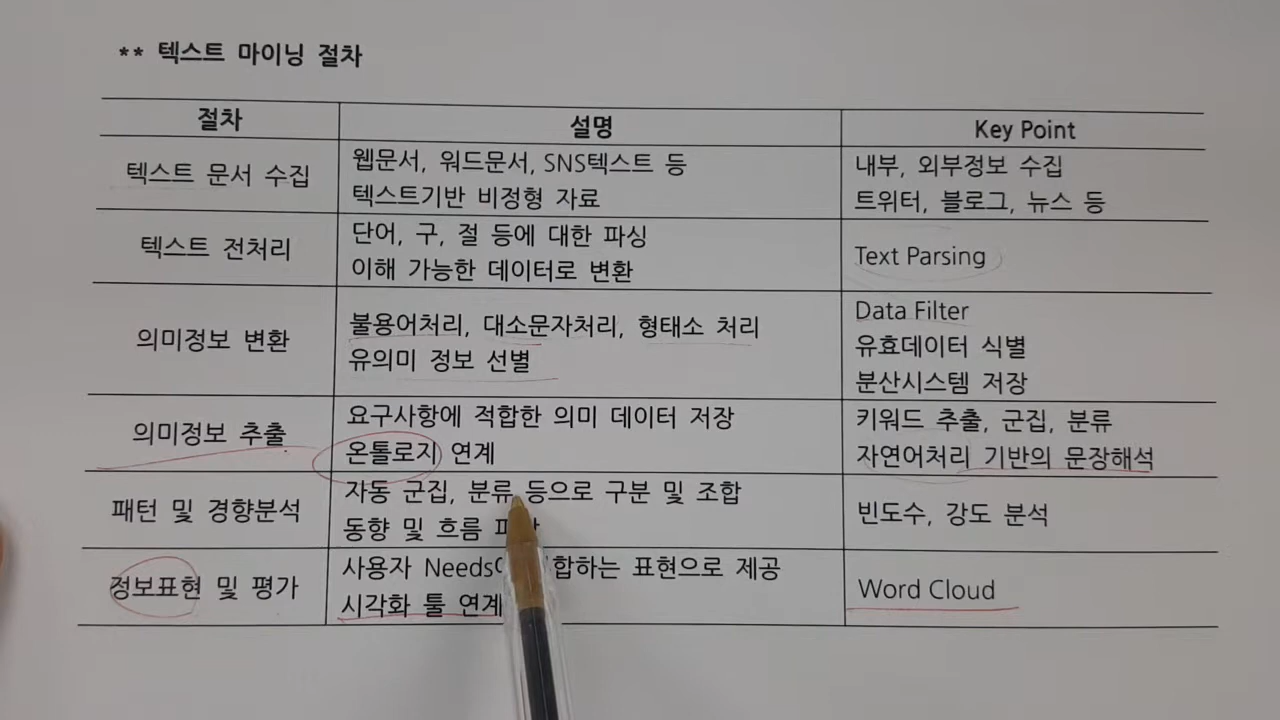 ** 텍스트 마이닝 절차
절차 설명 Key Point
텍스트 문서 수집
웹문서, 워드문서, SNS텍스트 등
텍스트기반 비정형 자료
내부, 외부정보 수집
트위터, 블로그, 뉴스 등
텍스트 전처리
단어, 구, 절 등에 대한 파싱
이해 가능한 데이터로 변환
Text Parsing
의미정보 변환
불용어처리, 대소문자처리, 형태소 처리
유의미 정보 선별
Data Filter
유효데이터 식별
분산시스템 저장
의미정보 추출
요구사항에 적합한 의미 데이터 저장
온톨로지 연계
키워드 추출, 군집, 분류
자연어처리 기반의 문장해석
패턴 및 경향분석
자동 군집, 분류 등으로 구분 및 조합
동향 및 흐름
빈도수, 강도 분석
정보표현 및 평가
사용자 표현으로 제공
시각화 툴 연계
Word Cloud